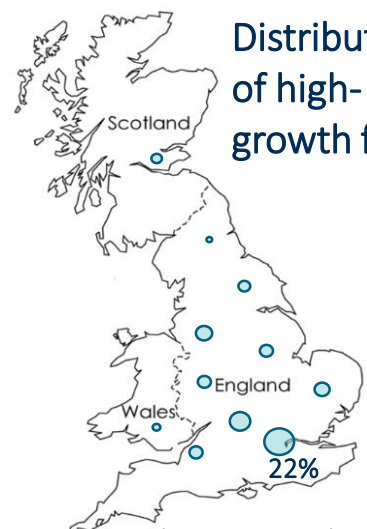 Distribut
of high-
growth f
Scotland
England
Wales
22%